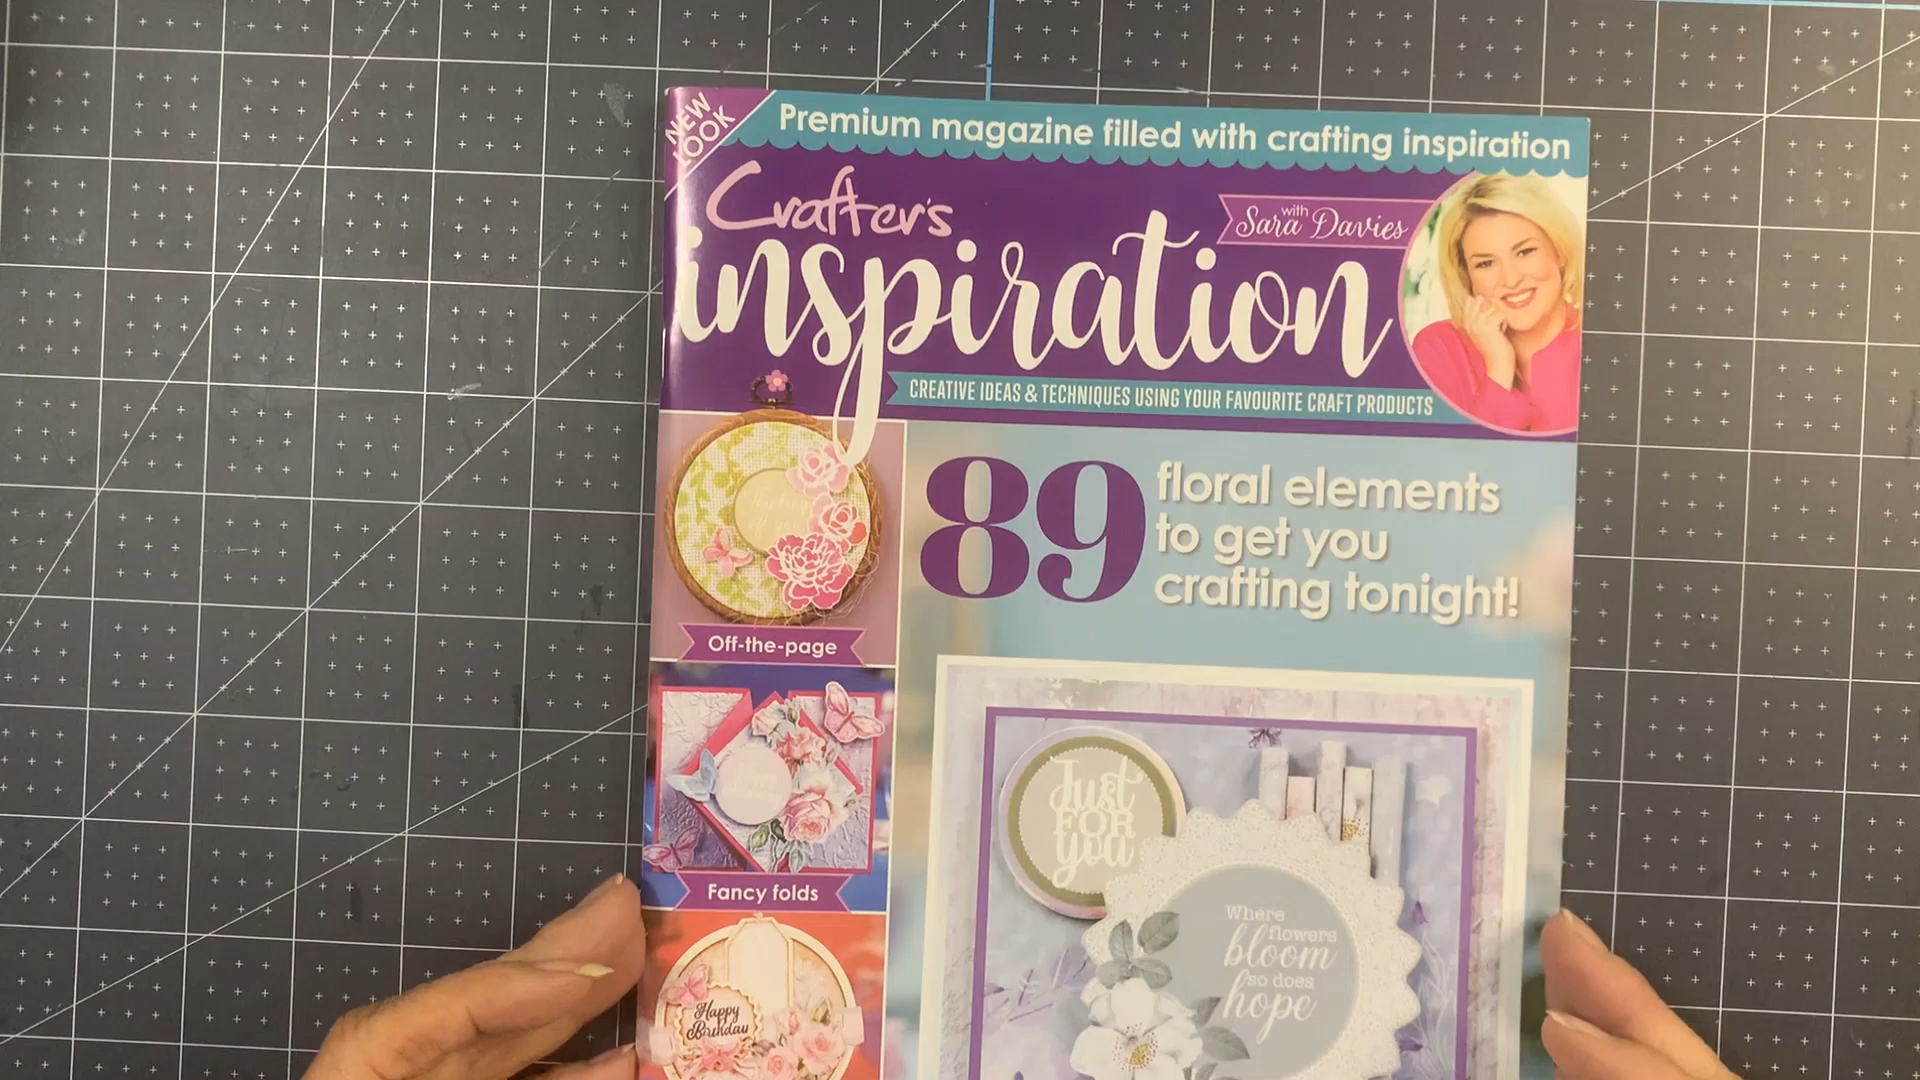 NEW
LOOK
Premium magazine filled with crafting inspiration
Crafter's
inspiration
with
Sara Davies
CREATIVE IDEAS & TECHNIQUES USING YOUR FAVOURITE CRAFT PRODUCTS
89
floral elements
to get you
crafting tonight!
Off-the-page
Fancy folds
Happy
Birthday
Just
FOR
you
Where
flowers
bloom
so does
hope